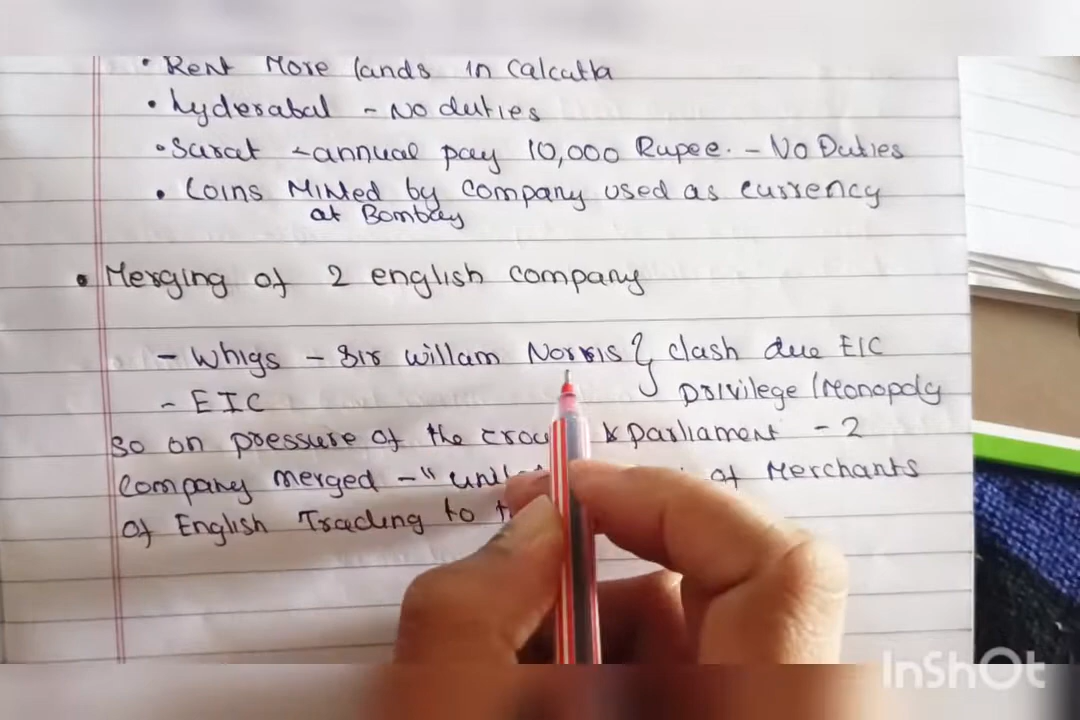 • Rent More lands in Calcutta
• hyderabad - No duties
• Surat - annual pay 10,000 Rupee. - No Duties
• Coins Minted by company used as currency
at Bombay
• Merging of 2 english company
- Whigs - Sir willam Norris } clash due EIC
- EIC privilege/Monopoly
So on pressure of the & parliament - 2
Company merged - " of Merchants
of English Trading to
InShOt